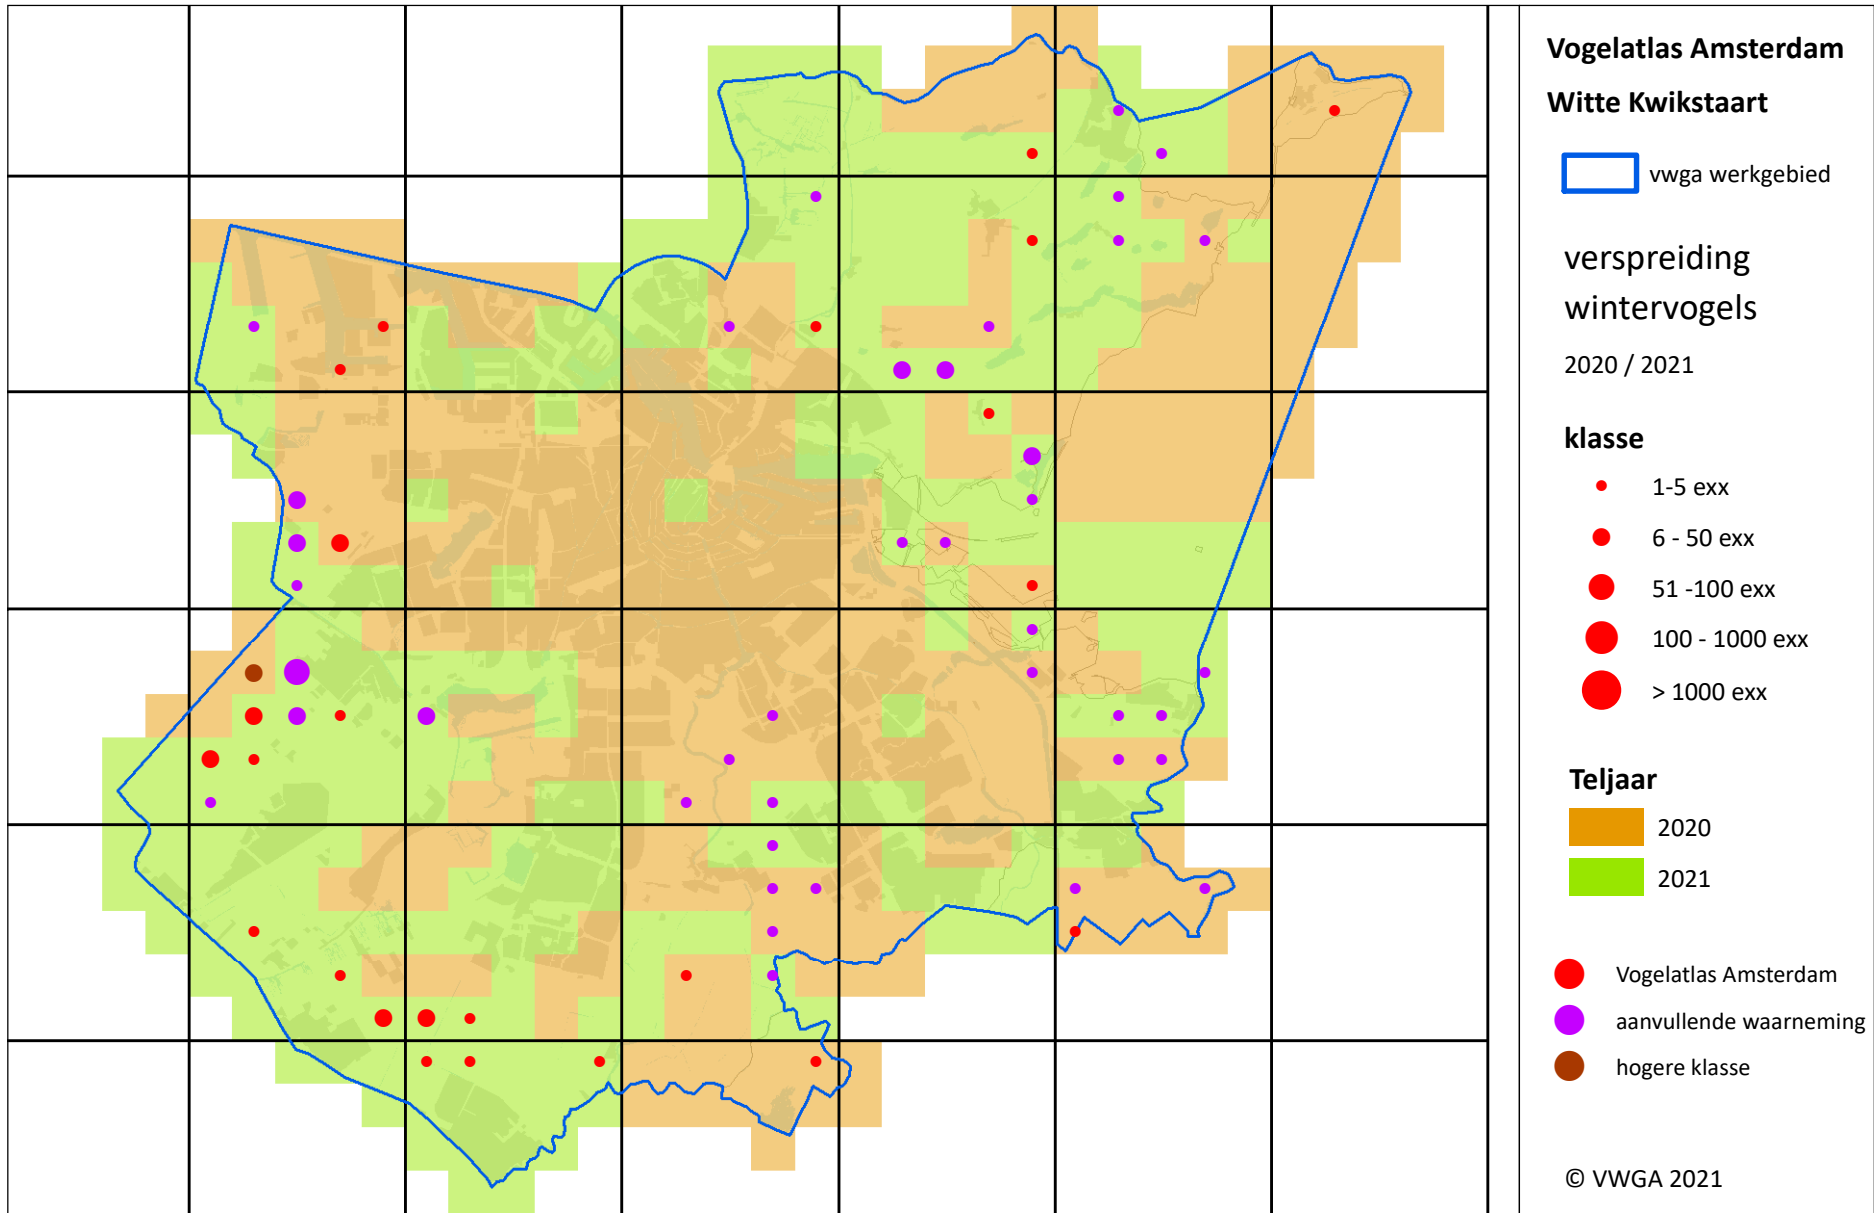 Vogelatlas Amsterdam
Witte Kwikstaart
vwga werkgebied
verspreiding
wintervogels
2020 / 2021
klasse
1-5 exx
6 - 50 exx
51 -100 exx
100 - 1000 exx
> 1000 exx
Teljaar
2020
2021
Vogelatlas Amsterdam
aanvullende waarneming
hogere klasse
© VWGA 2021